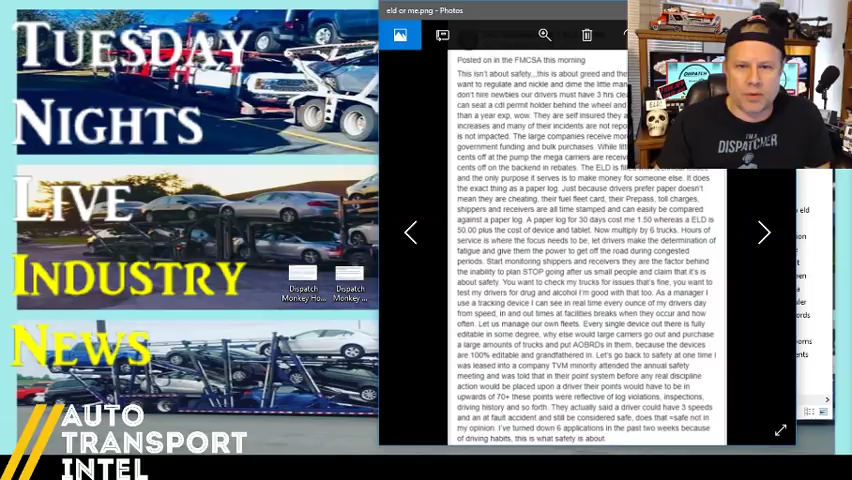 TUESDAY
NIGHTS
LIVE
INDUSTRY
NEWS
AUTO
TRANSPORT
INTEL
Dispatch
Monkey Ho...
Dispatch
Monkey ...
eld or me.png - Photos
Posted on in the FMCSA this morning
This isn't about safety,,,this is about greed and the
want to regulate and nickle and dime the little man
don't hire newbies our drivers must have 3 hrs clea
can seat a cdl permit holder behind the wheel and
than a year exp, wow. They are self insured they a
increases and many of their incidents are not repo
is not impacted. The large companies receive more
government funding and bulk purchases. While littl
cents off at the pump the mega carriers are receivi
cents off on the backend in rebates. The ELD is
and the only purpose it serves is to make money for someone else. It does
the exact thing as a paper log. Just because drivers prefer paper doesn't
mean they are cheating, their fuel fleet card, their Prepass, toll charges,
shippers and receivers are all time stamped and can easily be compared
against a paper log. A paper log for 30 days cost me 1.50 whereas a ELD is
50.00 plus the cost of device and tablet. Now multiply by 6 trucks. Hours of
service is where the focus needs to be, let drivers make the determination of
fatigue and give them the power to get off the road during congested
periods. Start monitoring shippers and receivers they are the factor behind
the inability to plan STOP going after us small people and claim that it's is
about safety. You want to check my trucks for issues that's fine, you want to
test my drivers for drug and alcohol I'm good with that too. As a manager I
use a tracking device I can see in real time every ounce of my drivers day
from speed, in and out times at facilities breaks when they occur and how
often. Let us manage our own fleets. Every single device out there is fully
editable in some degree, why else would large carriers go out and purchase
a large amounts of trucks and put AOBRDs in them, because the devices
are 100% editable and grandfathered in. Let's go back to safety at one time I
was leased into a company TVM minority attended the annual safety
meeting and was told that in their point system before any real discipline
action would be placed upon a driver their points would have to be in
upwards of 70+ these points were reflective of log violations, inspections,
driving history and so forth. They actually said a driver could have 3 speeds
and an at fault accident and still be considered safe, does that =safe not in
my opinion. I've turned down 6 applications in the past two weeks because
of driving habits, this is what safety is about.
DISPATCH
ELD
I'M A
DISPATCHER
eld